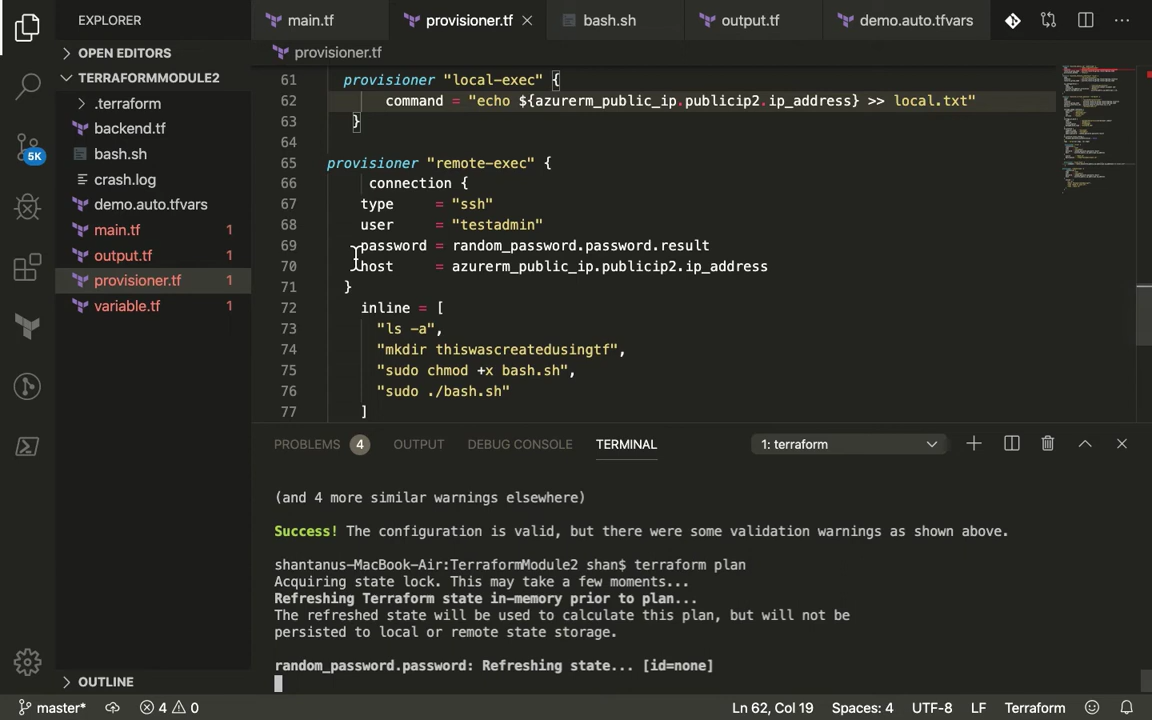 EXPLORER
main.tf
provisioner.tf
bash.sh
output.tf
demo.auto.tfvars
OPEN EDITORS
provisioner.tf
TERRAFORMMODULE2
.terraform
backend.tf
bash.sh
crash.log
demo.auto.tfvars
main.tf 1
output.tf 1
provisioner.tf 1
variable.tf 1
5K
61 provisioner "local-exec" {
62 command = "echo ${azurerm_public_ip.publicip2.ip_address} >> local.txt"
63 }
64
65 provisioner "remote-exec" {
66 connection {
67 type = "ssh"
68 user = "testadmin"
69 password = random_password.password.result
70 host = azurerm_public_ip.publicip2.ip_address
71 }
72 inline = [
73 "ls -a",
74 "mkdir thiswascreatedusingtf",
75 "sudo chmod +x bash.sh",
76 "sudo ./bash.sh"
77 ]
PROBLEMS 4 OUTPUT DEBUG CONSOLE TERMINAL 1: terraform
(and 4 more similar warnings elsewhere)
Success! The configuration is valid, but there were some validation warnings as shown above.
shantanus-MacBook-Air:TerraformModule2 shan$ terraform plan
Acquiring state lock. This may take a few moments...
Refreshing Terraform state in-memory prior to plan...
The refreshed state will be used to calculate this plan, but will not be
persisted to local or remote state storage.
random_password.password: Refreshing state... [id=none]
OUTLINE
master* 4 0 Ln 62, Col 19 Spaces: 4 UTF-8 LF Terraform